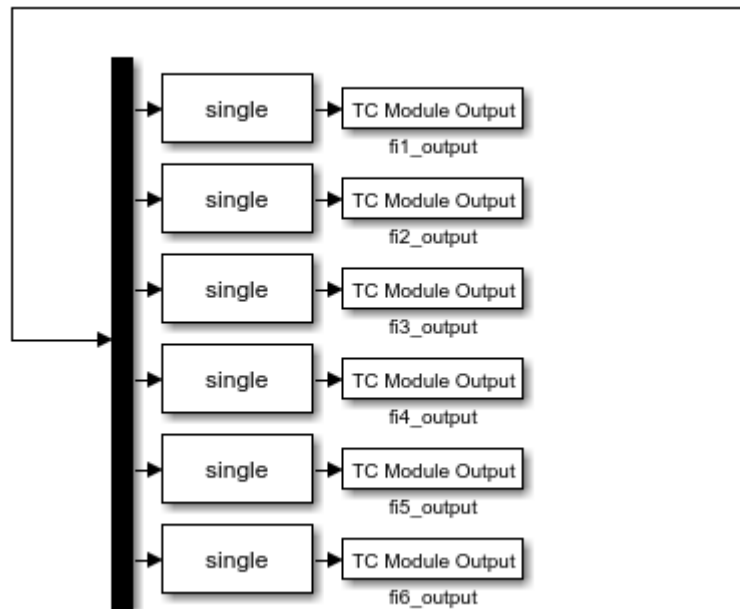 single TC Module Output
fi1_output
single TC Module Output
fi2_output
single TC Module Output
fi3_output
single TC Module Output
fi4_output
single TC Module Output
fi5_output
single TC Module Output
fi6_output